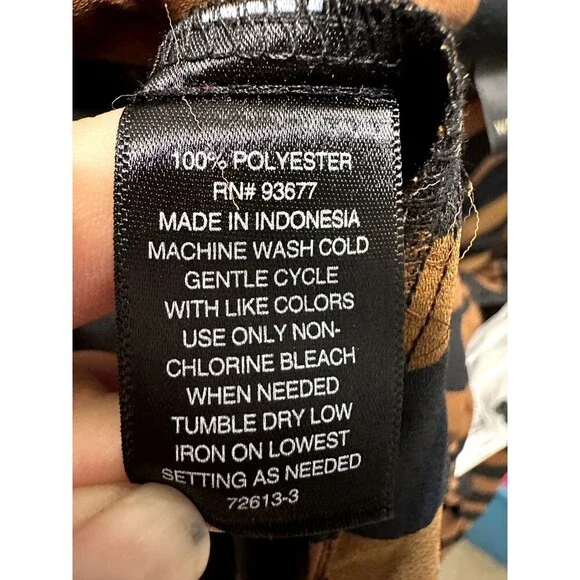 100% POLYESTER
RN# 93677
MADE IN INDONESIA
MACHINE WASH COLD
GENTLE CYCLE
WITH LIKE COLORS
USE ONLY NON-
CHLORINE BLEACH
WHEN NEEDED
TUMBLE DRY LOW
IRON ON LOWEST
SETTING AS NEEDED
72613-3